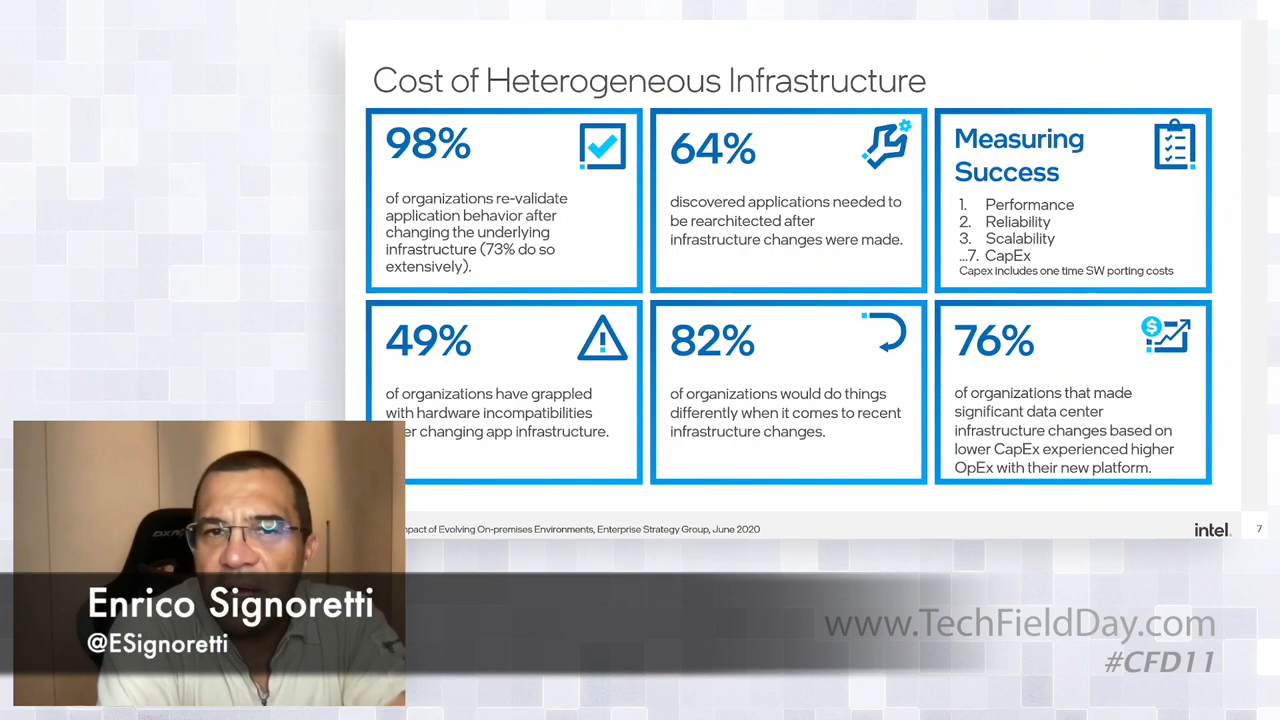 Cost of Heterogeneous Infrastructure
98%
of organizations re-validate
application behavior after
changing the underlying
infrastructure (73% do so
extensively).
64%
discovered applications needed to
be rearchitected after
infrastructure changes were made.
Measuring
Success
1. Performance
2. Reliability
3. Scalability
...7. CapEx
Capex includes one time SW porting costs
49%
of organizations have grappled
with hardware incompatibilities
changing app infrastructure.
82%
of organizations would do things
differently when it comes to recent
infrastructure changes.
76%
of organizations that made
significant data center
infrastructure changes based on
lower CapEx experienced higher
OpEx with their new platform.
of Evolving On-premises Environments, Enterprise Strategy Group, June 2020
intel
7
Enrico Signoretti
@ESignoretti
www.TechFieldDay.com
#CFD11